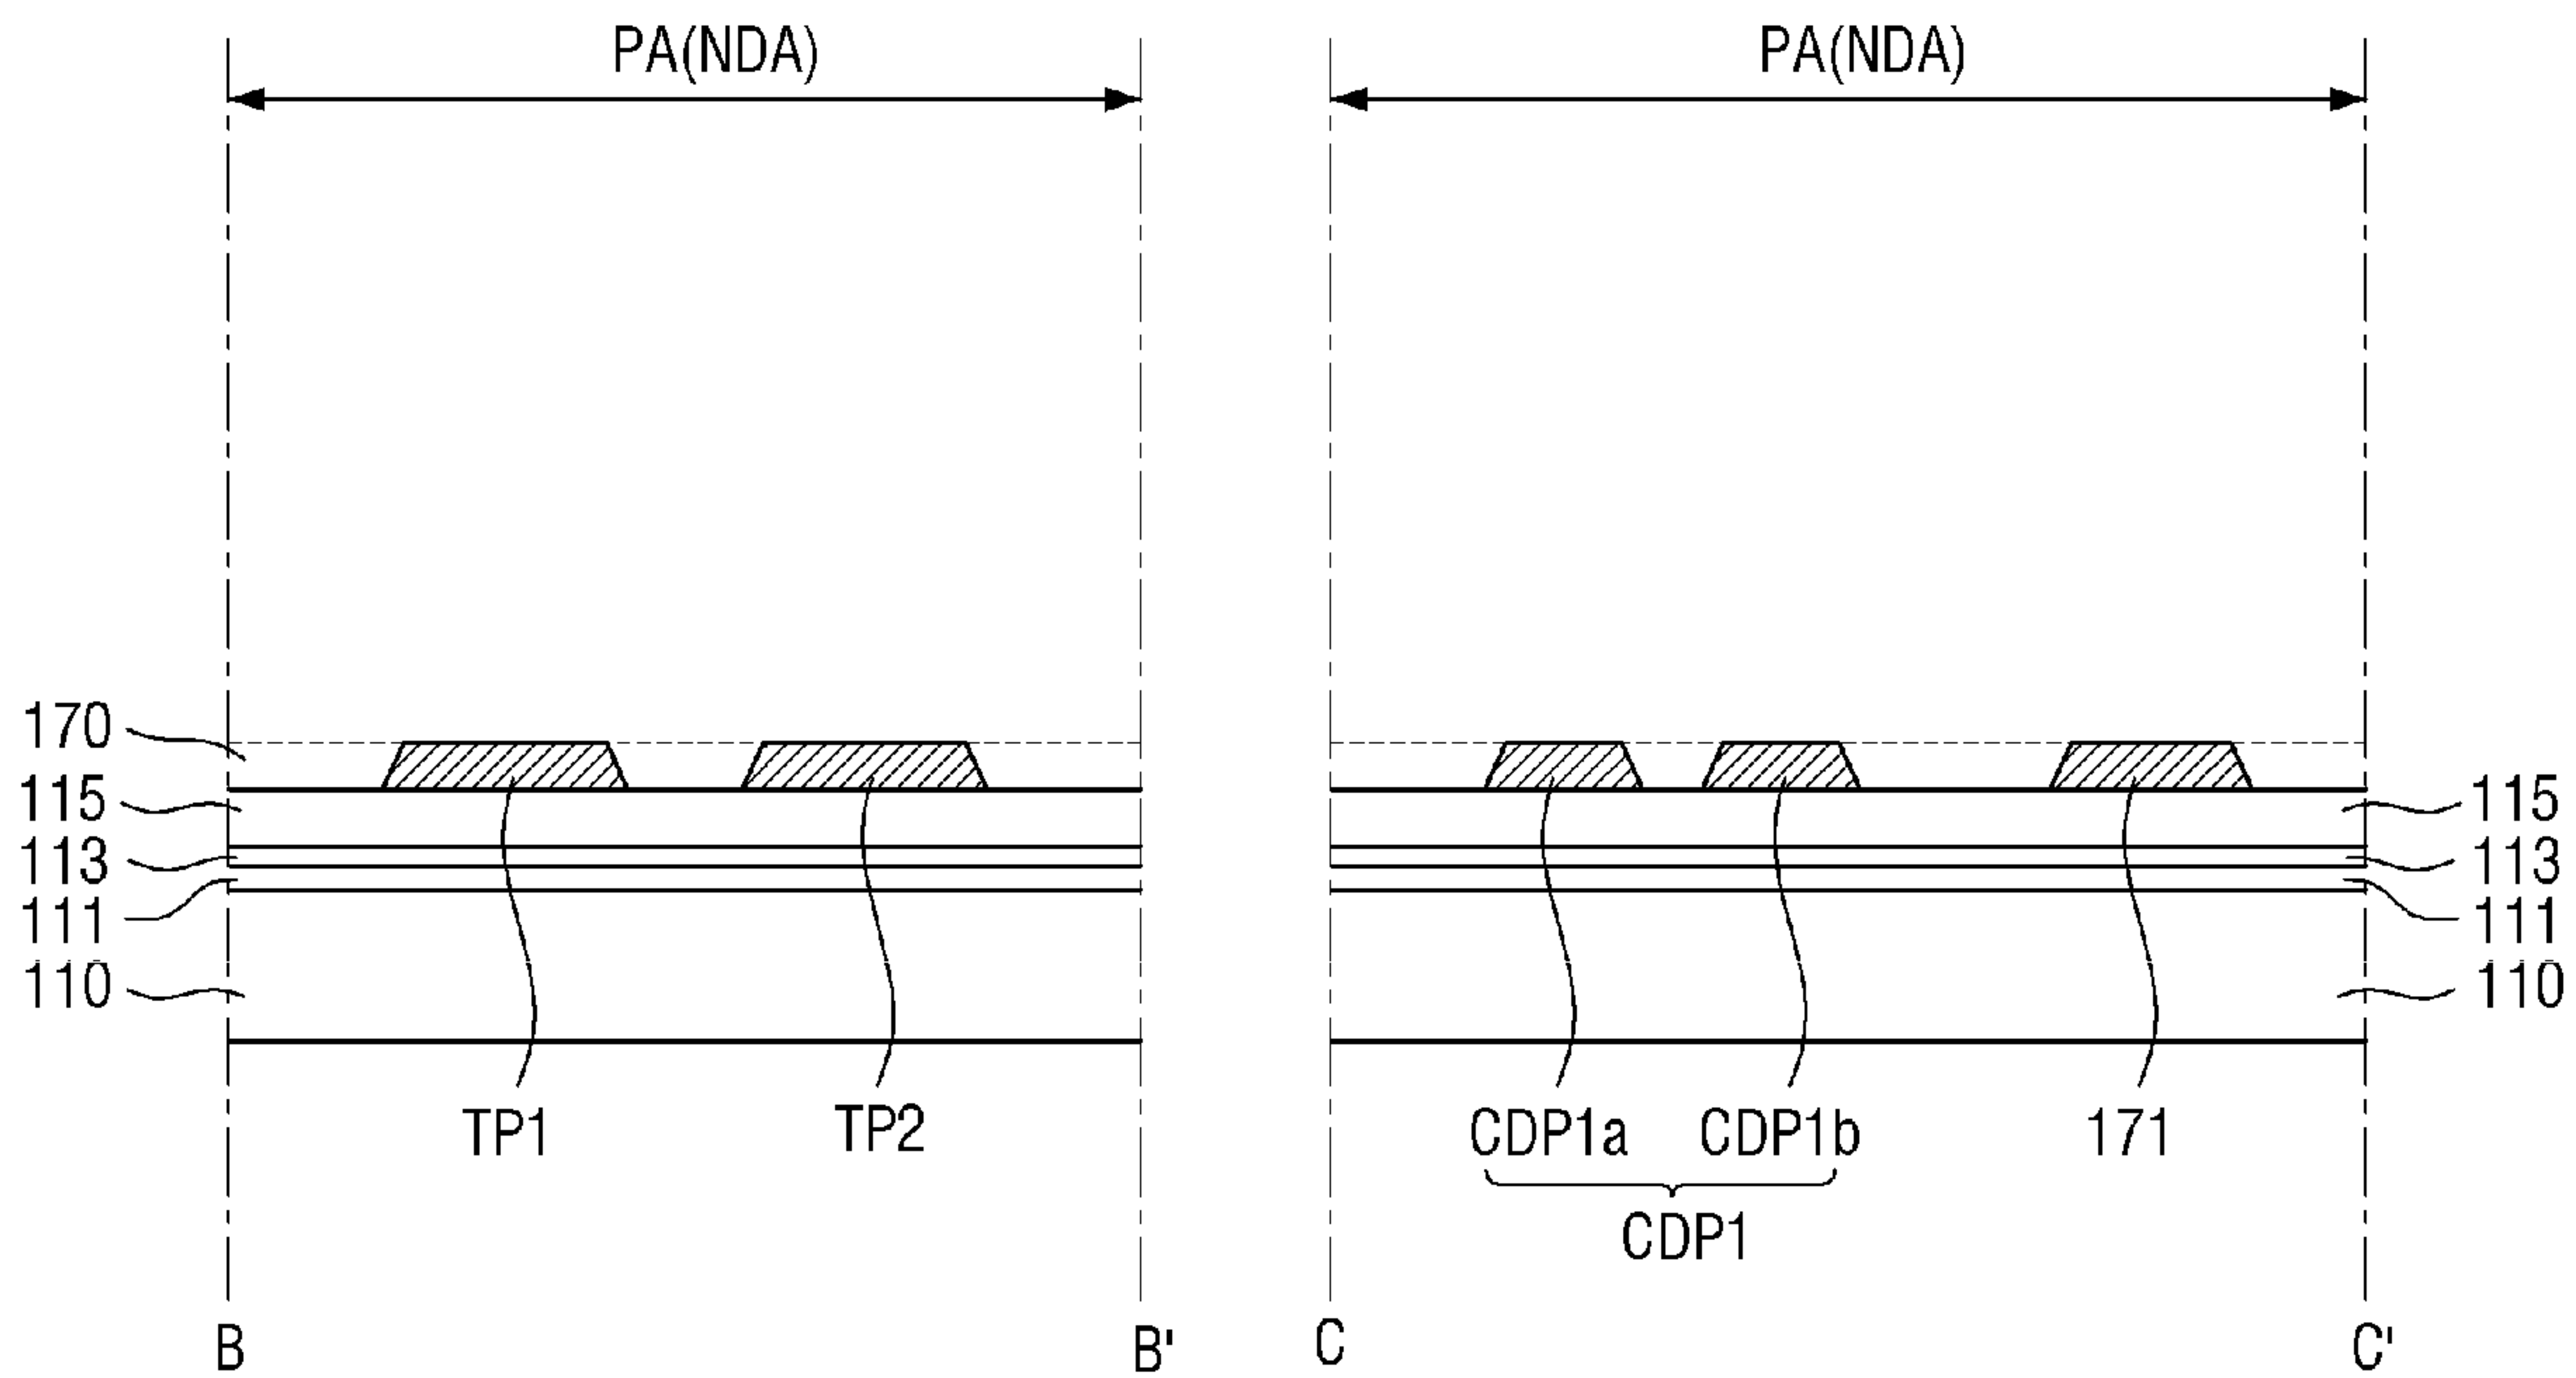 PA(NDA) PA(NDA)
170
115 115
113 113
111 111
110 110
TP1 TP2 CDP1a CDP1b 171
CDP1
B B' C C'